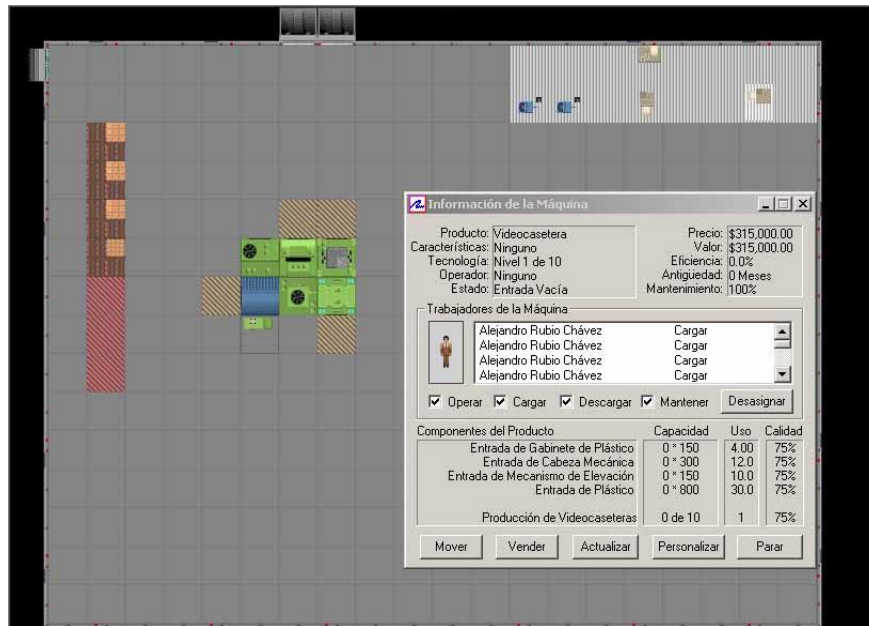 Información de la Máquina
Producto: Videocasetera Precio: $315,000.00
Características: Ninguno Valor: $315,000.00
Tecnología: Nivel 1 de 10 Eficiencia: 0.0%
Operador: Ninguno Antigüedad: 0 Meses
Estado: Entrada Vacía Mantenimiento: 100%
Trabajadores de la Máquina
Alejandro Rubio Chávez Cargar
Alejandro Rubio Chávez Cargar
Alejandro Rubio Chávez Cargar
Alejandro Rubio Chávez Cargar
Operar Cargar Descargar Mantener Desasignar
Componentes del Producto Capacidad Uso Calidad
Entrada de Gabinete de Plástico 0 * 150 4.00 75%
Entrada de Cabeza Mecánica 0 * 300 12.0 75%
Entrada de Mecanismo de Elevación 0 * 150 10.0 75%
Entrada de Plástico 0 * 800 30.0 75%
Producción de Videocaseteras 0 de 10 1 75%
Mover Vender Actualizar Personalizar Parar